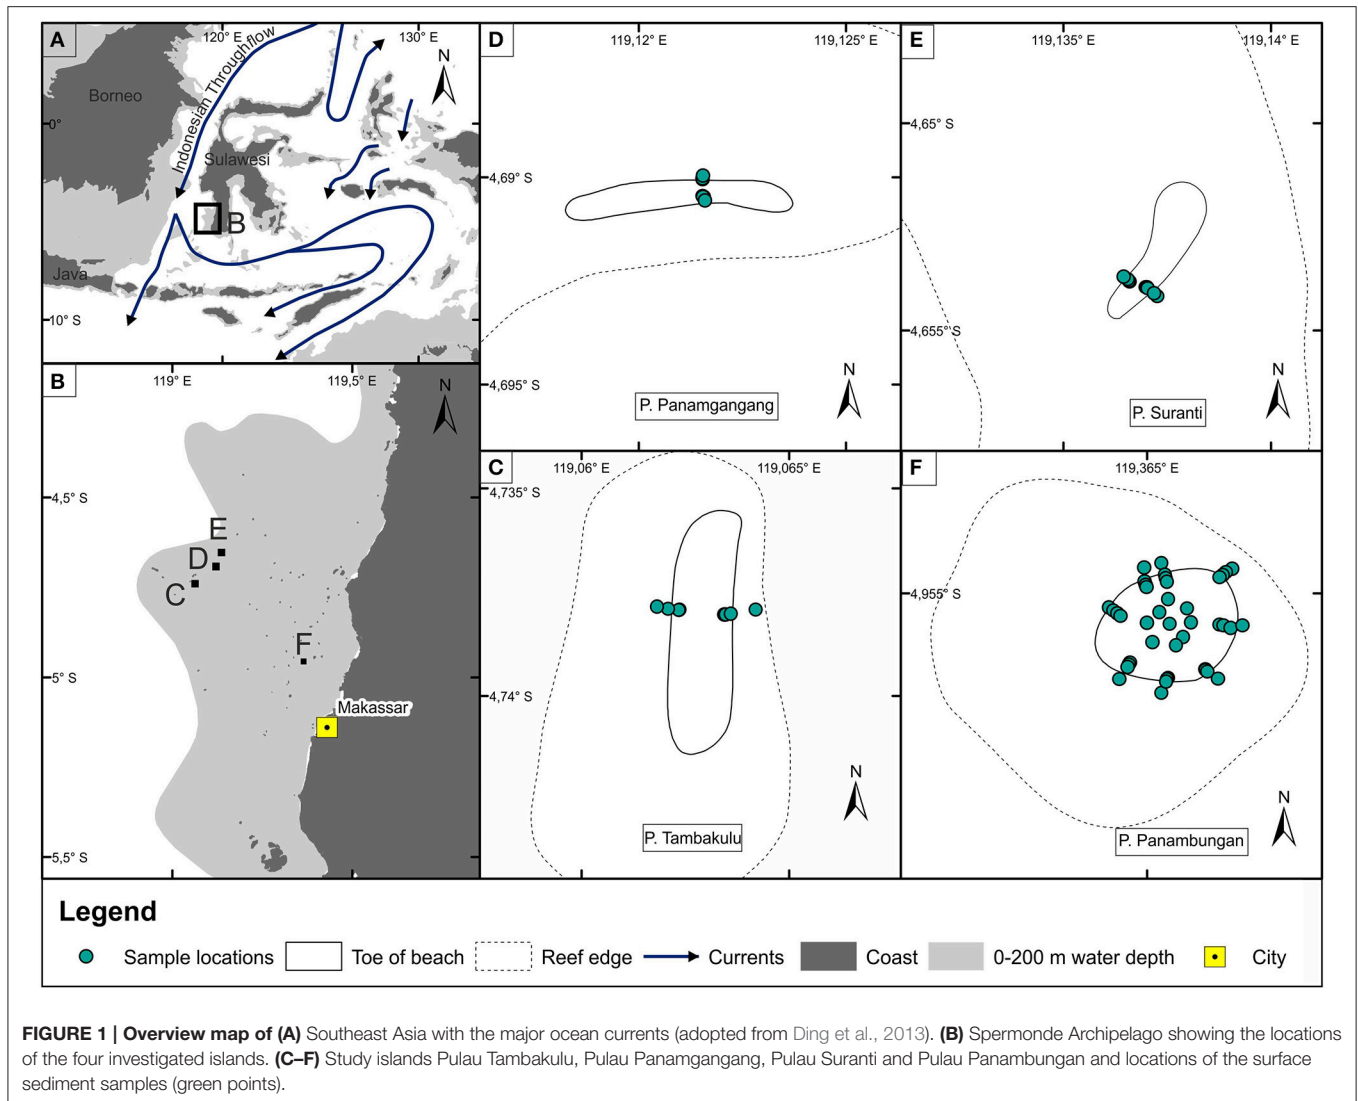 A
120° E
130° E
N
Indonesian Throughflow
Borneo
0°
Sulawesi
B
Java
10° S
B
119° E
119,5° E
N
4,5° S
E
D
C
F
5° S
Makassar
5,5° S
D
119,12° E
119,125° E
4,69° S
4,695° S
N
P. Panamgangang
E
119,135° E
119,14° E
4,65° S
4,655° S
N
P. Suranti
C
119,06° E
119,065° E
4,735° S
4,74° S
N
P. Tambakulu
F
119,365° E
4,955° S
N
P. Panambungan
Legend
Sample locations
Toe of beach
Reef edge
Currents
Coast
0-200 m water depth
City
FIGURE 1 | Overview map of (A) Southeast Asia with the major ocean currents (adopted from Ding et al., 2013). (B) Spermonde Archipelago showing the locations
of the four investigated islands. (C–F) Study islands Pulau Tambakulu, Pulau Panamgangang, Pulau Suranti and Pulau Panambungan and locations of the surface
sediment samples (green points).